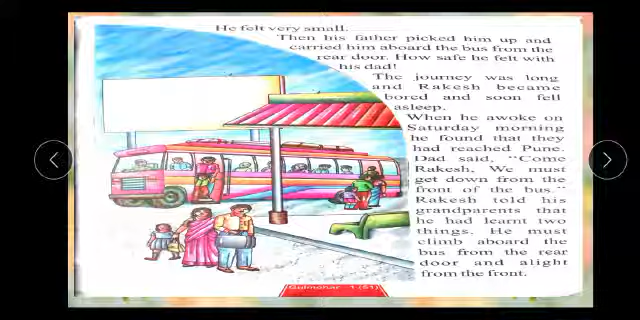 He felt very small.
Then his father picked him up and
carried him aboard the bus from the
rear door. How safe he felt with
his dad!
The journey was long
and Rakesh became
bored and soon fell
asleep.
When he awoke on
Saturday morning
he found that they
had reached Pune.
Dad said, "Come
Rakesh, We must
get down from the
front of the bus."
Rakesh told his
grandparents that
he had learnt two
things. He must
climb aboard the
bus from the rear
door and alight
from the front.
Gulmohar - 1 (51)